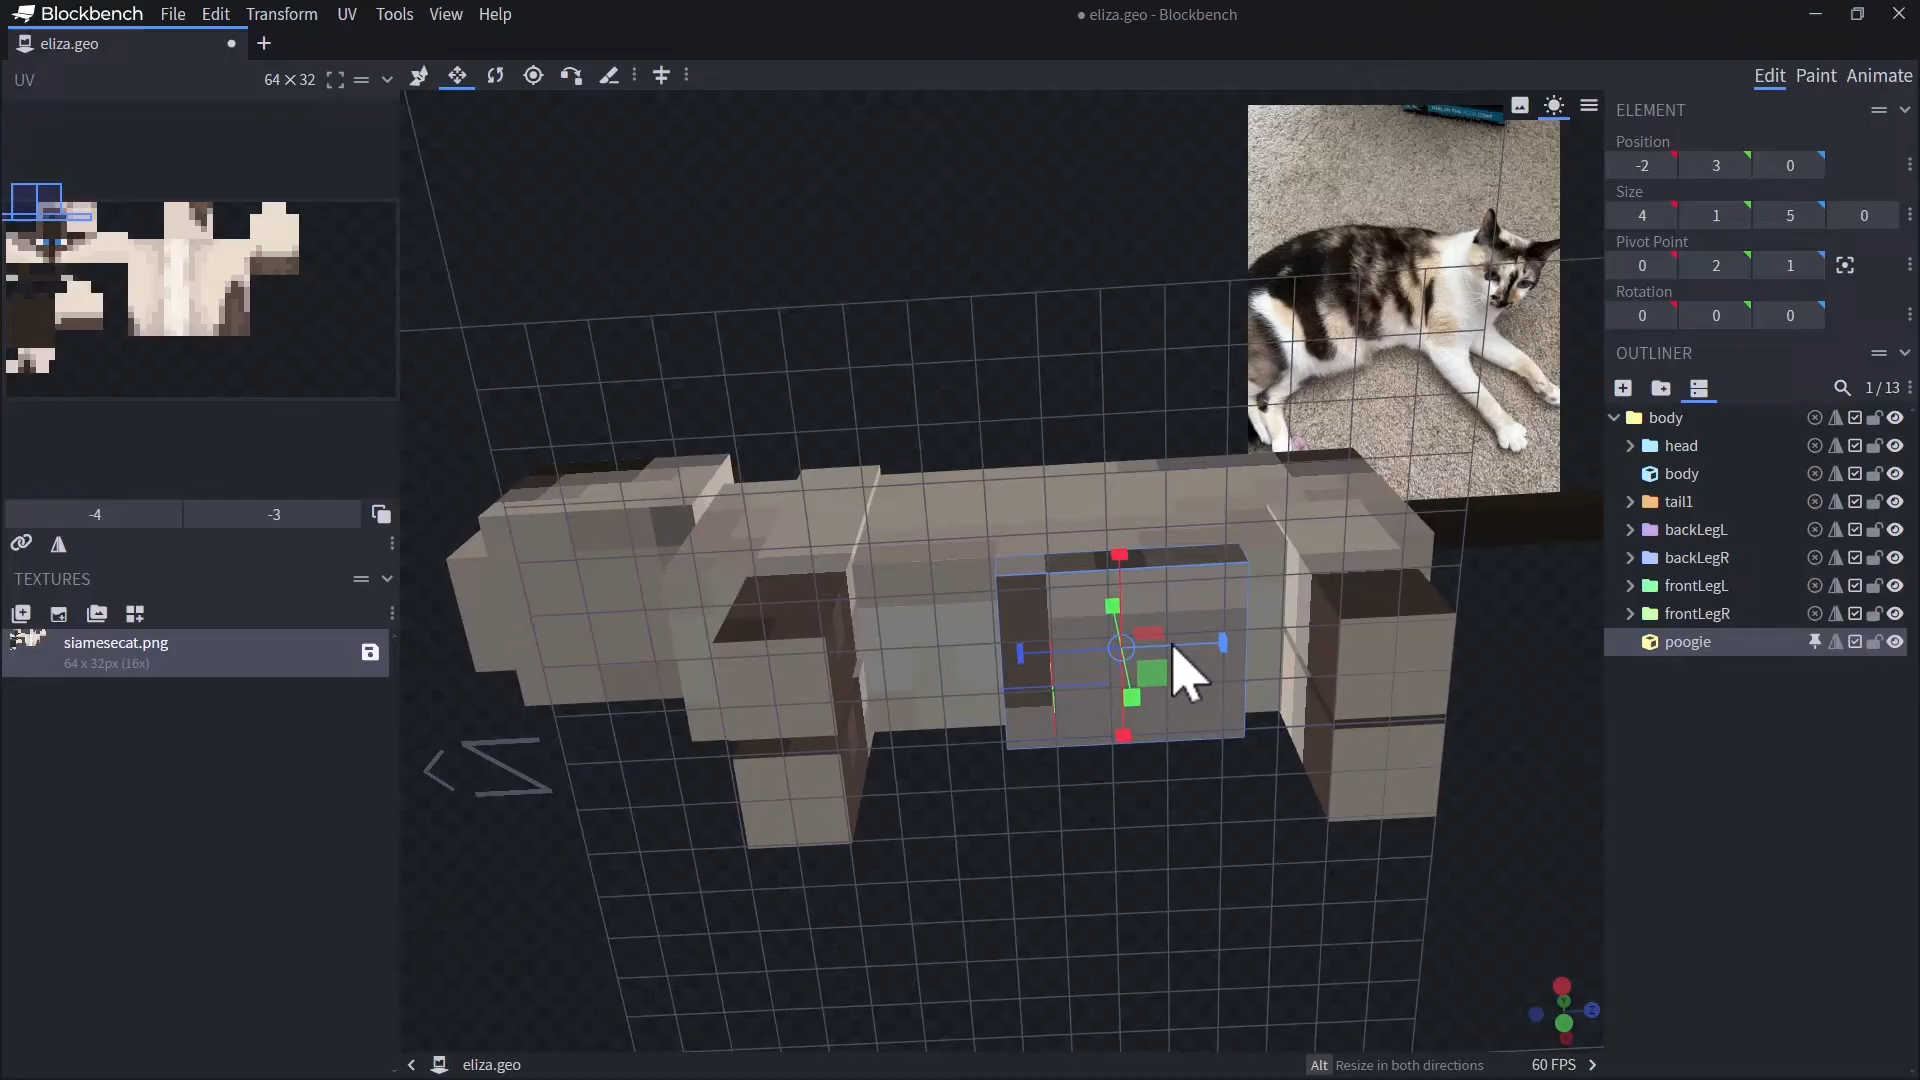 Blockbench File Edit Transform UV Tools View Help
● eliza.geo - Blockbench
eliza.geo
UV 64 × 32
Edit Paint Animate
ELEMENT
Position
-2 3 0
Size
4 1 5 0
Pivot Point
0 2 1
Rotation
0 0 0
OUTLINER
1 / 13
body
head
body
tail1
backLegL
backLegR
frontLegL
frontLegR
poogie
-4 -3
TEXTURES
siamesecat.png
64 x 32px (16x)
N
Y
Z
eliza.geo
Alt Resize in both directions 60 FPS